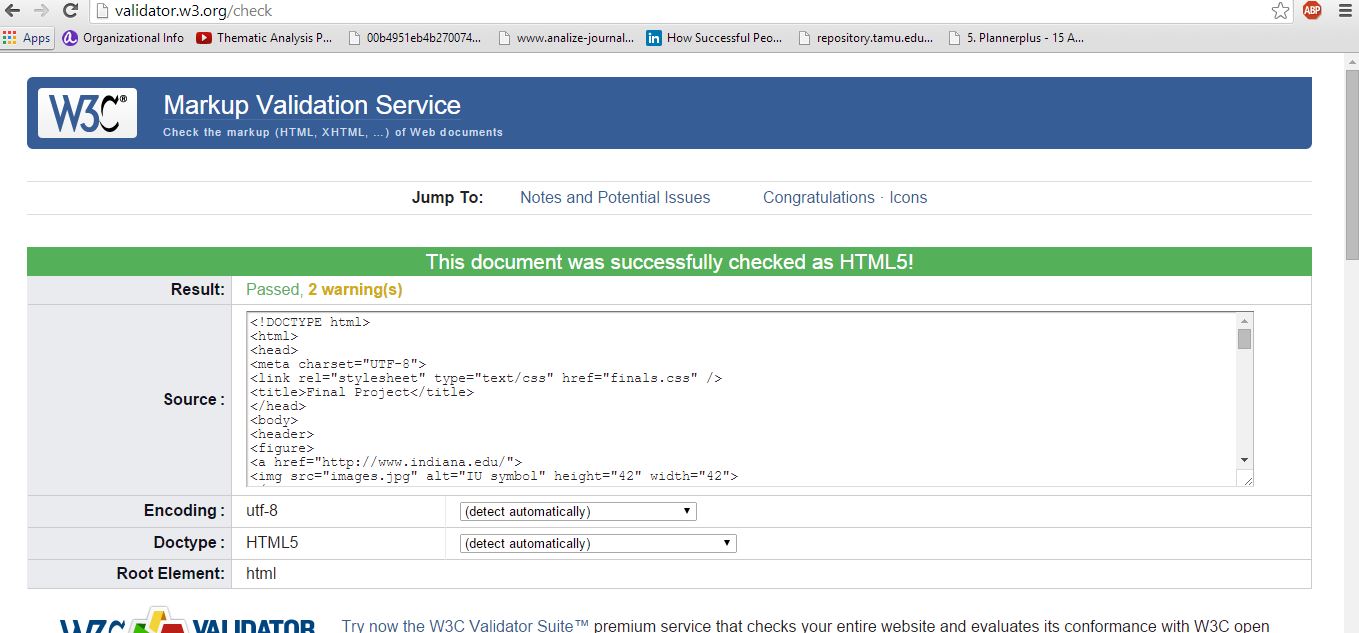 validator.w3.org/check
ABP
Apps Organizational Info Thematic Analysis P... 00b4951eb4b270074... www.analize-journal... in How Successful Peo... repository.tamu.edu... 5. Plannerplus - 15 A...
W3C® Markup Validation Service
Check the markup (HTML, XHTML, …) of Web documents
Jump To: Notes and Potential Issues Congratulations · Icons
This document was successfully checked as HTML5!
Result: Passed, 2 warning(s)
Source :
<!DOCTYPE html>
<html>
<head>
<meta charset="UTF-8">
<link rel="stylesheet" type="text/css" href="finals.css" />
<title>Final Project</title>
</head>
<body>
<header>
<figure>
<a href="http://www.indiana.edu/">
<img src="images.jpg" alt="IU symbol" height="42" width="42">
Encoding : utf-8 (detect automatically)
Doctype : HTML5 (detect automatically)
Root Element: html
W3C VALIDATOR Try now the W3C Validator Suite™ premium service that checks your entire website and evaluates its conformance with W3C open